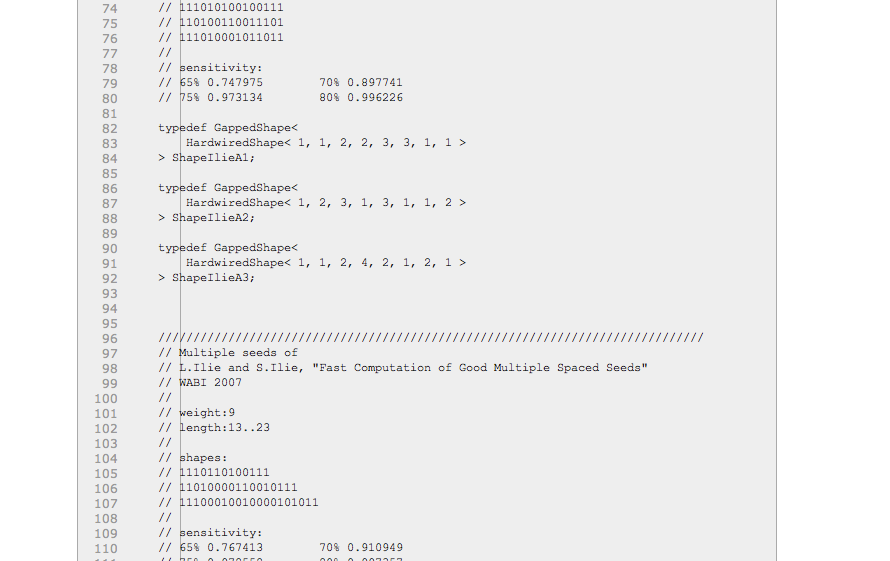 74 // 111010100100111
75 // 110100110011101
76 // 111010001011011
77 //
78 // sensitivity:
79 // 65% 0.747975 70% 0.897741
80 // 75% 0.973134 80% 0.996226
81
82 typedef GappedShape<
83 HardwiredShape< 1, 1, 2, 2, 3, 3, 1, 1 >
84 > ShapeIlieA1;
85
86 typedef GappedShape<
87 HardwiredShape< 1, 2, 3, 1, 3, 1, 1, 2 >
88 > ShapeIlieA2;
89
90 typedef GappedShape<
91 HardwiredShape< 1, 1, 2, 4, 2, 1, 2, 1 >
92 > ShapeIlieA3;
93
94
95
96 //////////////////////////////////////////////////////////////////////////////
97 // Multiple seeds of
98 // L.Ilie and S.Ilie, "Fast Computation of Good Multiple Spaced Seeds"
99 // WABI 2007
100 //
101 // weight:9
102 // length:13..23
103 //
104 // shapes:
105 // 1110110100111
106 // 11010000110010111
107 // 11100010010000101011
108 //
109 // sensitivity:
110 // 65% 0.767413 70% 0.910949